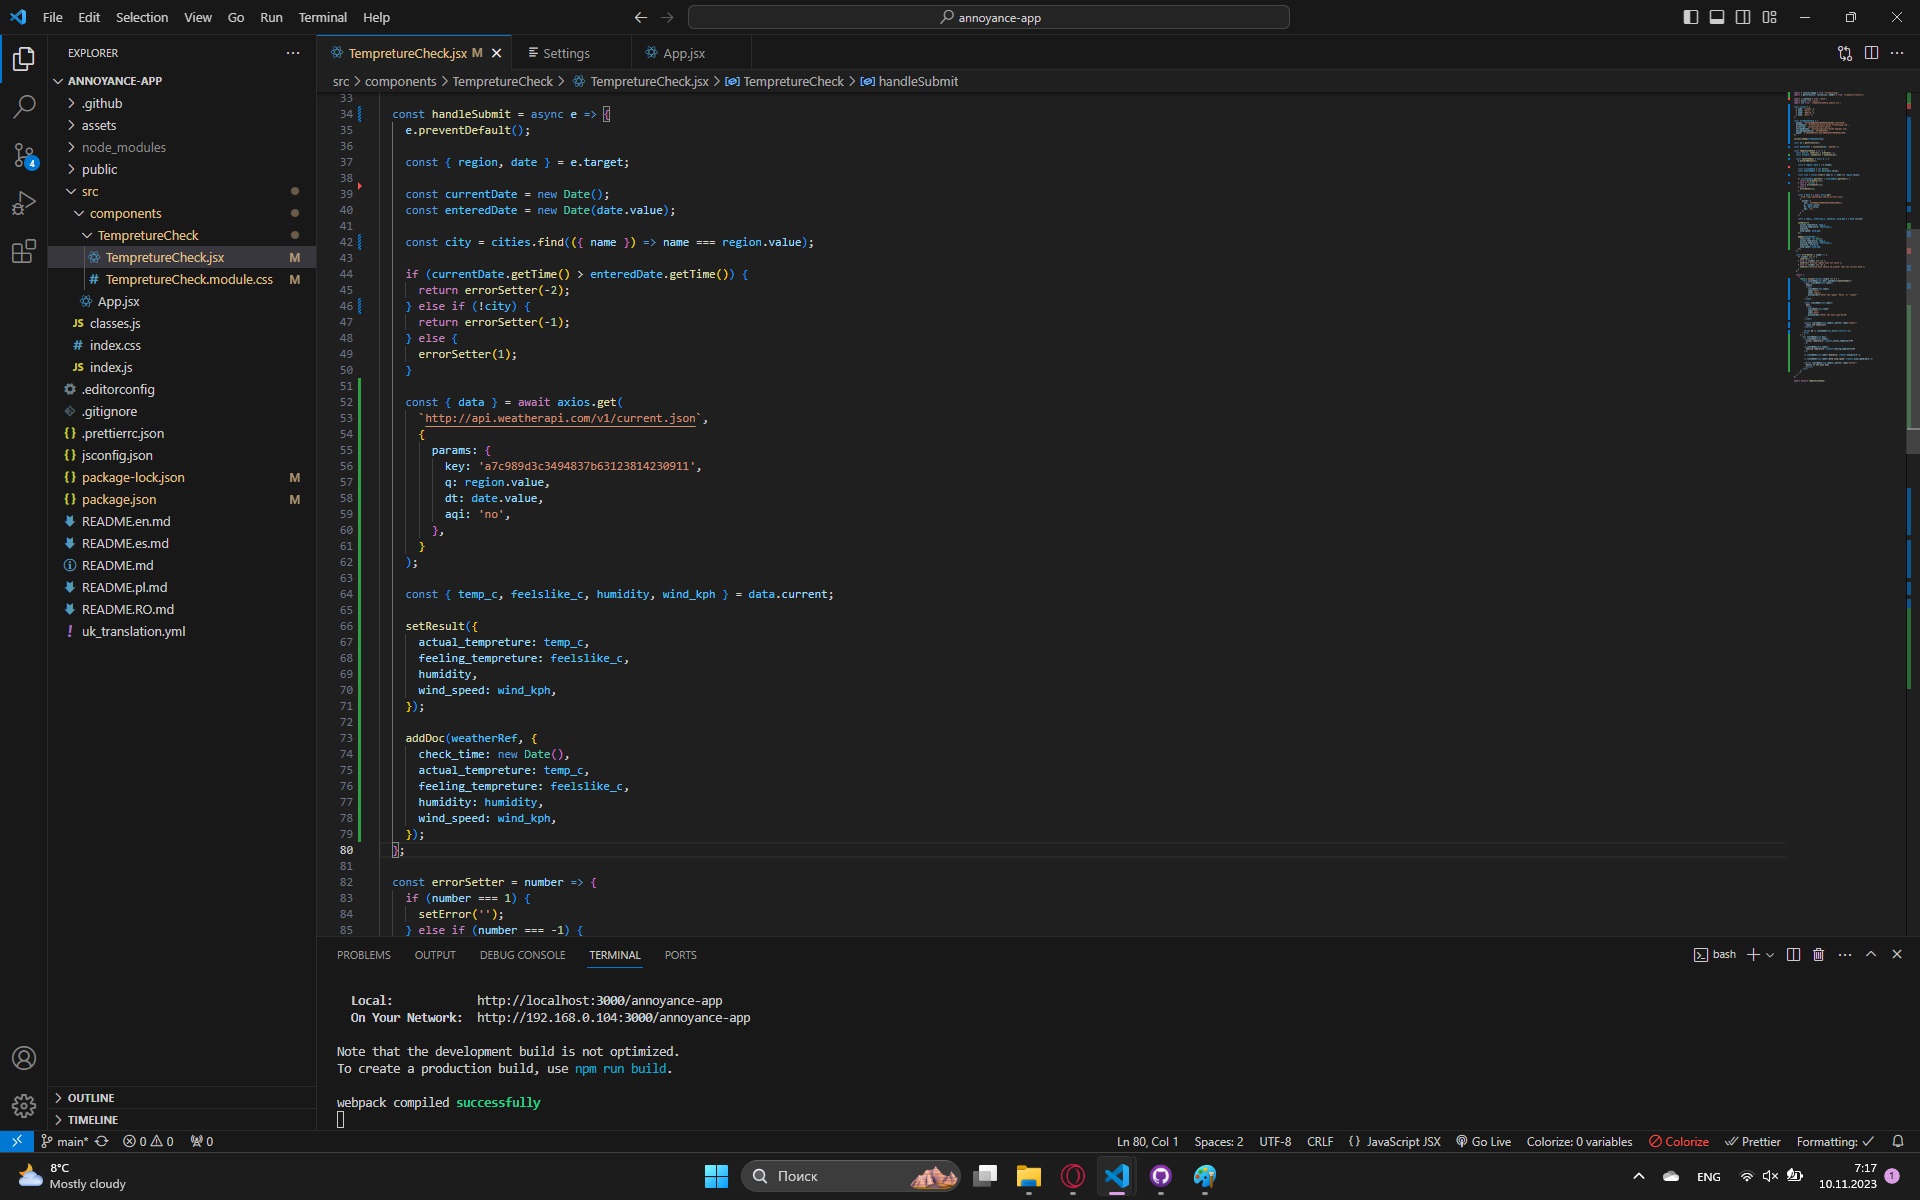 File Edit Selection View Go Run Terminal Help
annoyance-app
EXPLORER
TempretureCheck.jsx M
Settings
App.jsx
src > components > TempretureCheck > TempretureCheck.jsx > TempretureCheck > handleSubmit
ANNOYANCE-APP
.github
assets
node_modules
public
src
components
TempretureCheck
TempretureCheck.jsx M
TempretureCheck.module.css M
App.jsx
JS classes.js
# index.css
JS index.js
.editorconfig
.gitignore
{} .prettierrc.json
{} jsconfig.json
{} package-lock.json M
{} package.json M
README.en.md
README.es.md
README.md
README.pl.md
README.RO.md
! uk_translation.yml
OUTLINE
TIMELINE
4
33
34 const handleSubmit = async e => {
35 e.preventDefault();
36
37 const { region, date } = e.target;
38
39 const currentDate = new Date();
40 const enteredDate = new Date(date.value);
41
42 const city = cities.find(({ name }) => name === region.value);
43
44 if (currentDate.getTime() > enteredDate.getTime()) {
45 return errorSetter(-2);
46 } else if (!city) {
47 return errorSetter(-1);
48 } else {
49 errorSetter(1);
50 }
51
52 const { data } = await axios.get(
53 `http://api.weatherapi.com/v1/current.json`,
54 {
55 params: {
56 key: 'a7c989d3c3494837b63123814230911',
57 q: region.value,
58 dt: date.value,
59 aqi: 'no',
60 },
61 }
62 );
63
64 const { temp_c, feelslike_c, humidity, wind_kph } = data.current;
65
66 setResult({
67 actual_tempreture: temp_c,
68 feeling_tempreture: feelslike_c,
69 humidity,
70 wind_speed: wind_kph,
71 });
72
73 addDoc(weatherRef, {
74 check_time: new Date(),
75 actual_tempreture: temp_c,
76 feeling_tempreture: feelslike_c,
77 humidity: humidity,
78 wind_speed: wind_kph,
79 });
80 };
81
82 const errorSetter = number => {
83 if (number === 1) {
84 setError('');
85 } else if (number === -1) {
PROBLEMS OUTPUT DEBUG CONSOLE TERMINAL PORTS
bash
Local: http://localhost:3000/annoyance-app
On Your Network: http://192.168.0.104:3000/annoyance-app
Note that the development build is not optimized.
To create a production build, use npm run build.
webpack compiled successfully
main* 0 0 0
Ln 80, Col 1 Spaces: 2 UTF-8 CRLF {} JavaScript JSX Go Live Colorize: 0 variables Colorize Prettier Formatting:
8°C
Mostly cloudy
Поиск
ENG
7:17
10.11.2023
1